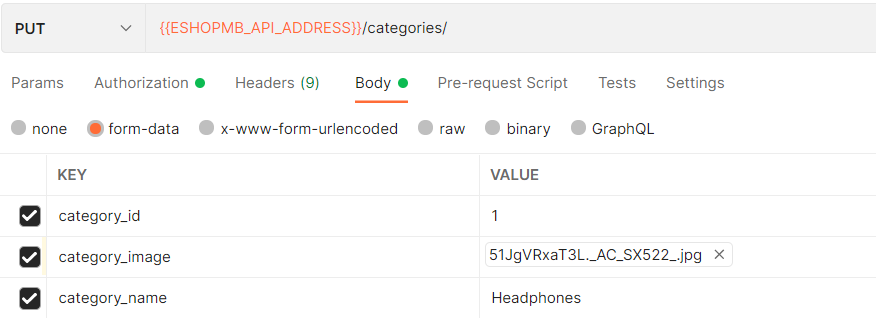 PUT {{ESHOPMB_API_ADDRESS}}/categories/
Params Authorization Headers (9) Body Pre-request Script Tests Settings
none form-data x-www-form-urlencoded raw binary GraphQL
KEY VALUE
category_id 1
category_image 51JgVRxaT3L._AC_SX522_.jpg ×
category_name Headphones